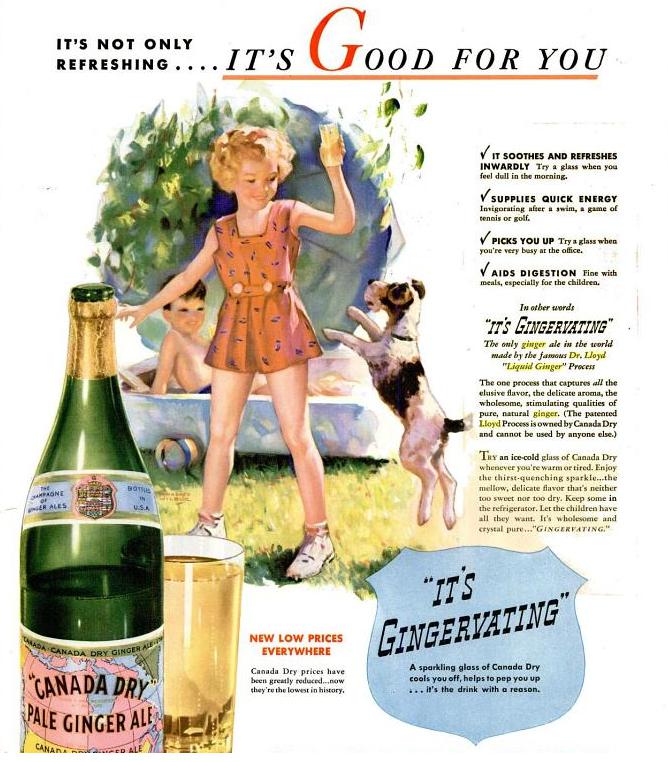 IT'S NOT ONLY
REFRESHING.... IT'S GOOD FOR YOU
✓ IT SOOTHES AND REFRESHES
INWARDLY Try a glass when you
feel dull in the morning.
✓ SUPPLIES QUICK ENERGY
Invigorating after a swim, a game of
tennis or golf.
✓ PICKS YOU UP Try a glass when
you're very busy at the office.
✓ AIDS DIGESTION Fine with
meals, especially for the children.
In other words
"IT'S GINGERVATING"
The only ginger ale in the world
made by the famous Dr. Lloyd
"Liquid Ginger" Process
The one process that captures all the
elusive flavor, the delicate aroma, the
wholesome, stimulating qualities of
pure, natural ginger. (The patented
Lloyd Process is owned by Canada Dry
and cannot be used by anyone else.)
TRY an ice-cold glass of Canada Dry
whenever you're warm or tired. Enjoy
the thirst-quenching sparkle...the
mellow, delicate flavor that's neither
too sweet nor too dry. Keep some in
the refrigerator. Let the children have
all they want. It's wholesome and
crystal pure..."GINGERVATING."
THE
CHAMPAGNE
OF
GINGER ALES
BOTTLED
IN
U.S.A.
CANADA DRY GINGER ALE
"CANADA DRY"
PALE GINGER ALE
CANADA DRY GINGER ALE
NEW LOW PRICES
EVERYWHERE
Canada Dry prices have
been greatly reduced...now
they're the lowest in history.
"IT'S
GINGERVATING"
A sparkling glass of Canada Dry
cools you off, helps to pep you up
...it's the drink with a reason.